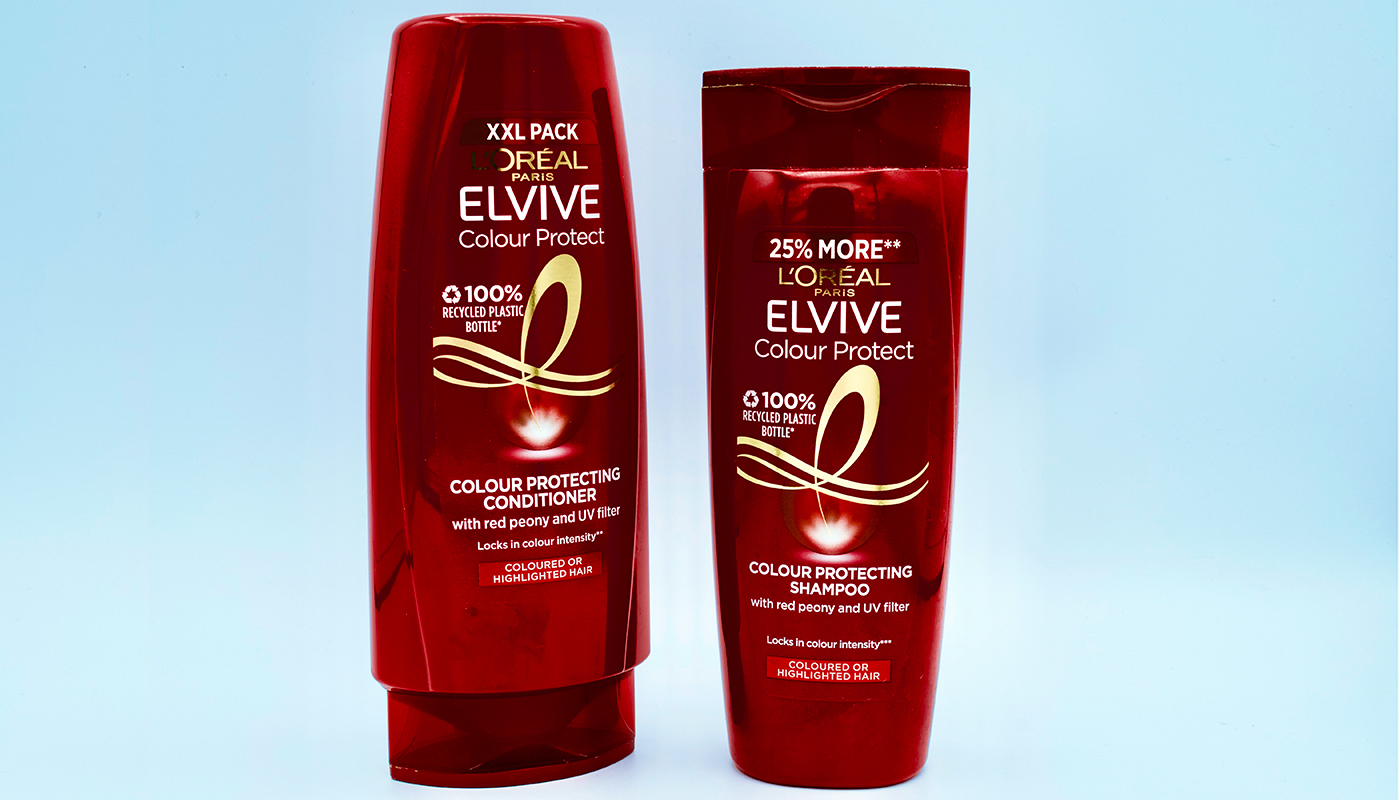 XXL PACK
L'ORÉAL
PARIS
ELVIVE
Colour Protect
100%
RECYCLED PLASTIC
BOTTLE*
COLOUR PROTECTING
CONDITIONER
with red peony and UV filter
Locks in colour intensity**
COLOURED OR
HIGHLIGHTED HAIR
25% MORE**
L'ORÉAL
PARIS
ELVIVE
Colour Protect
100%
RECYCLED PLASTIC
BOTTLE*
COLOUR PROTECTING
SHAMPOO
with red peony and UV filter
Locks in colour intensity***
COLOURED OR
HIGHLIGHTED HAIR